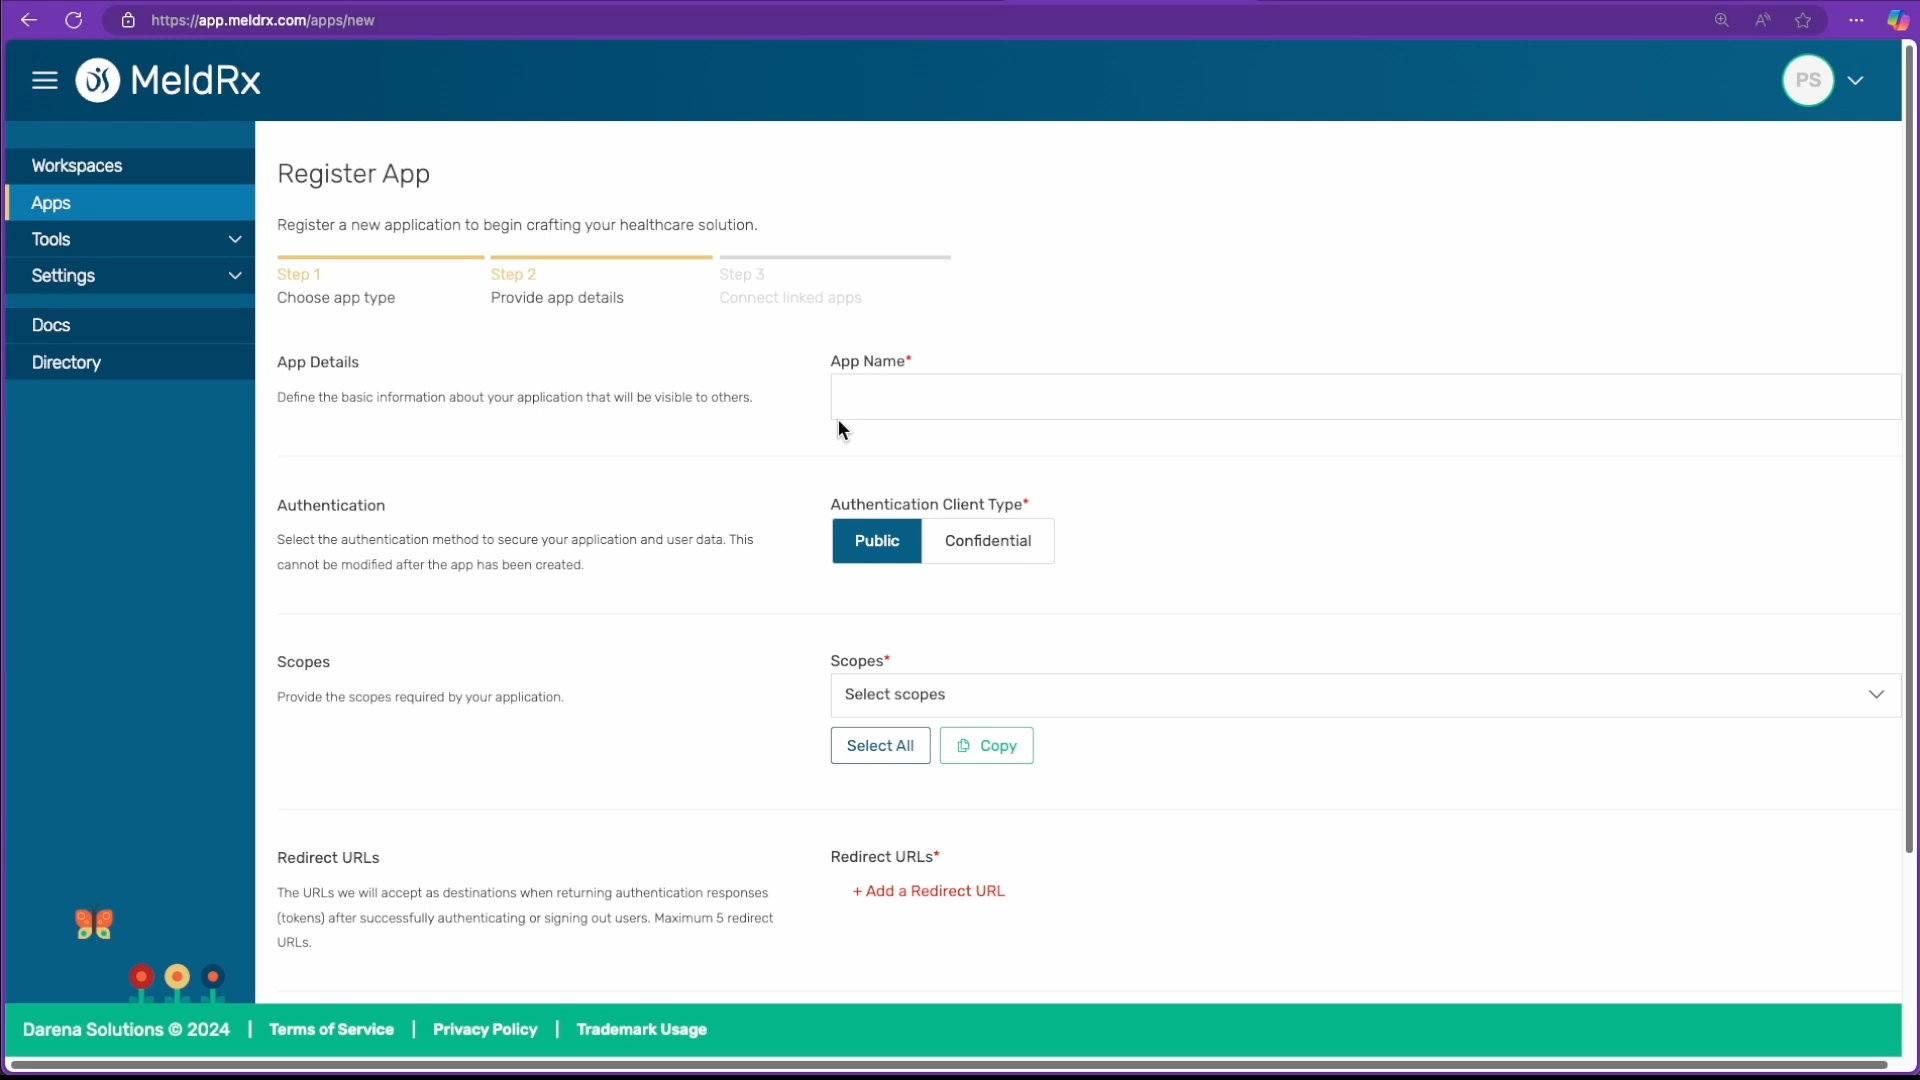 https://app.meldrx.com/apps/new
MeldRx
PS
Workspaces
Apps
Tools
Settings
Docs
Directory
Register App
Register a new application to begin crafting your healthcare solution.
Step 1
Choose app type
Step 2
Provide app details
Step 3
Connect linked apps
App Details
Define the basic information about your application that will be visible to others.
App Name*
Authentication
Select the authentication method to secure your application and user data. This
cannot be modified after the app has been created.
Authentication Client Type*
Public
Confidential
Scopes
Provide the scopes required by your application.
Scopes*
Select scopes
Select All
Copy
Redirect URLs
The URLs we will accept as destinations when returning authentication responses
(tokens) after successfully authenticating or signing out users. Maximum 5 redirect
URLs.
Redirect URLs*
+ Add a Redirect URL
Darena Solutions © 2024 | Terms of Service | Privacy Policy | Trademark Usage